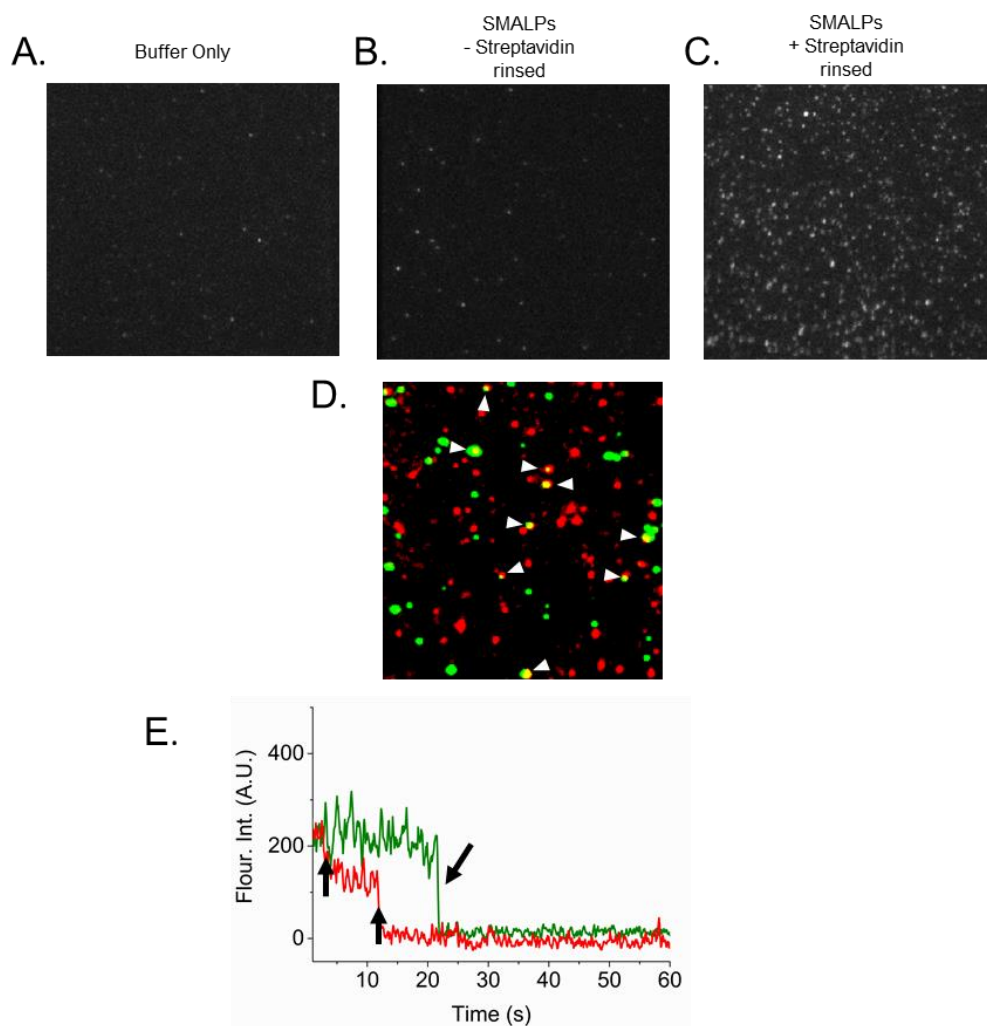 A.
Buffer Only
B.
SMALPs
- Streptavidin
rinsed
C.
SMALPs
+ Streptavidin
rinsed
D.
E.
Flour. Int. (A.U.)
400
200
0
10
20
30
40
50
60
Time (s)